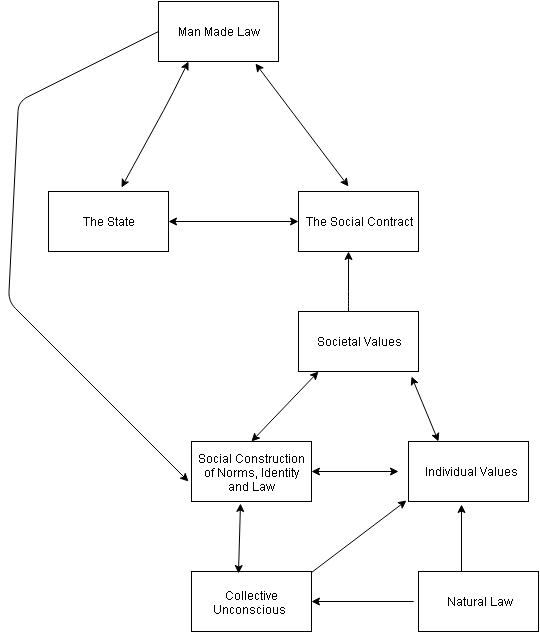 Man Made Law
The State
The Social Contract
Societal Values
Social Construction
of Norms, Identity
and Law
Individual Values
Collective
Unconscious
Natural Law